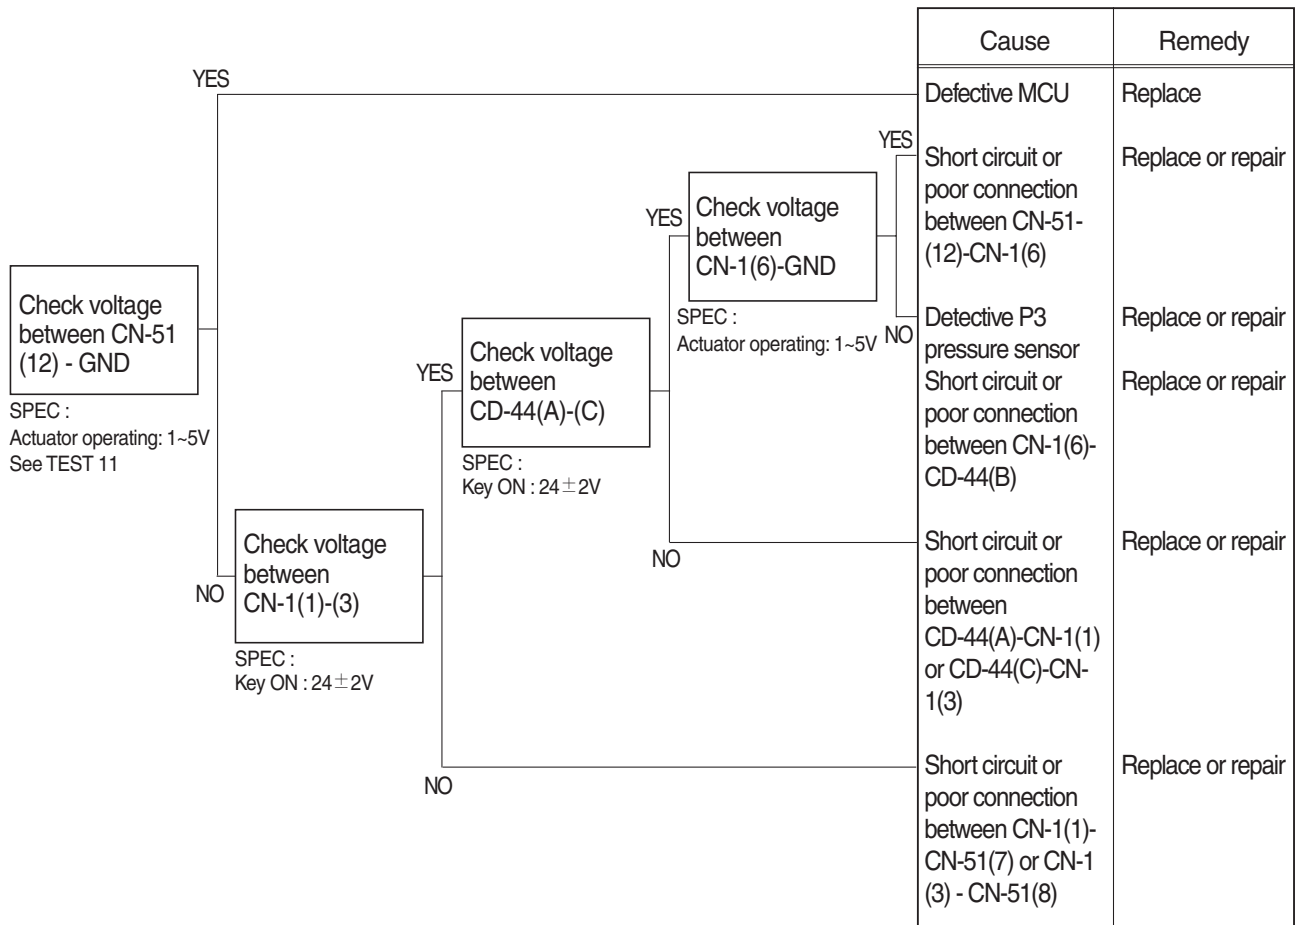 Cause
Remedy
YES
Defective MCU
Replace
YES
Short circuit or
poor connection
between CN-51-
(12)-CN-1(6)
Replace or repair
YES
Check voltage
between
CN-1(6)-GND
SPEC :
Actuator operating: 1~5V
NO
Detective P3
pressure sensor
Replace or repair
Short circuit or
poor connection
between CN-1(6)-
CD-44(B)
Replace or repair
Check voltage
between CN-51
(12) - GND
SPEC :
Actuator operating: 1~5V
See TEST 11
YES
Check voltage
between
CD-44(A)-(C)
SPEC :
Key ON : 24±2V
NO
Short circuit or
poor connection
between
CD-44(A)-CN-1(1)
or CD-44(C)-CN-
1(3)
Replace or repair
NO
Check voltage
between
CN-1(1)-(3)
SPEC :
Key ON : 24±2V
NO
Short circuit or
poor connection
between CN-1(1)-
CN-51(7) or CN-1
(3) - CN-51(8)
Replace or repair